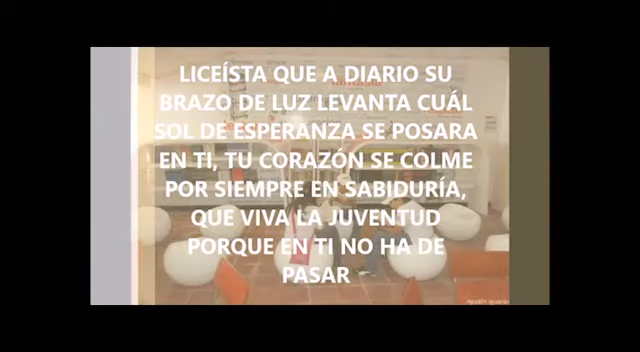 LICEÍSTA QUE A DIARIO SU
BRAZO DE LUZ LEVANTA CUÁL
SOL DE ESPERANZA SE POSARA
EN TI, TU CORAZÓN SE COLME
POR SIEMPRE EN SABIDURÍA,
QUE VIVA LA JUVENTUD
PORQUE EN TI NO HA DE
PASAR